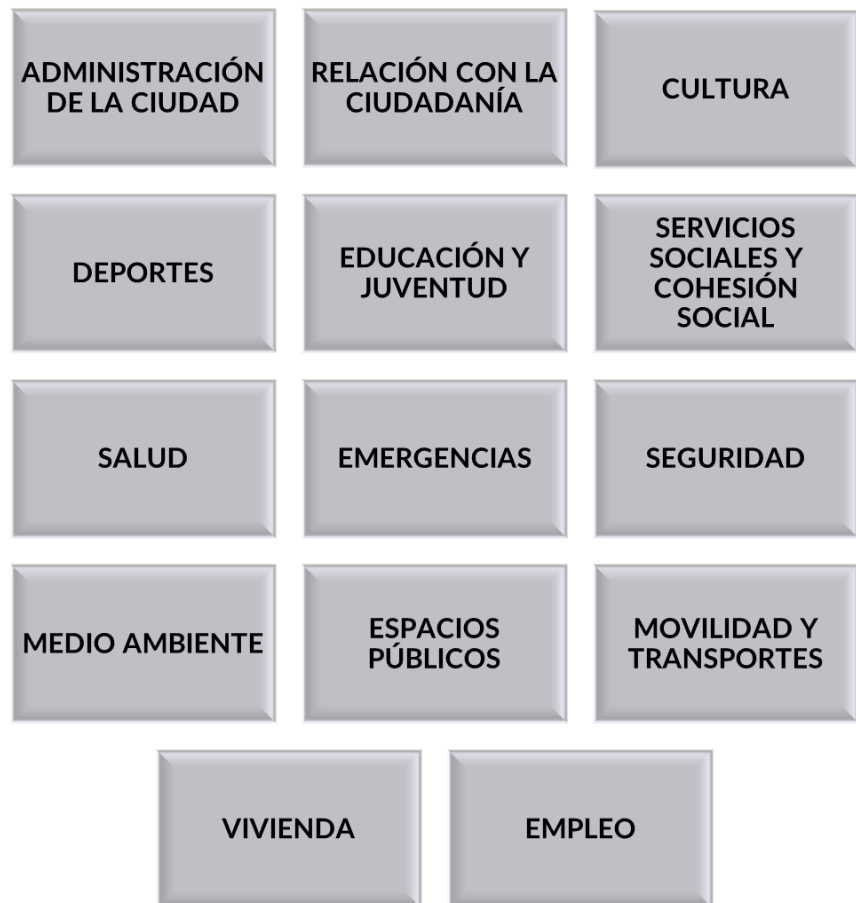 ADMINISTRACIÓN
DE LA CIUDAD
RELACIÓN CON LA
CIUDADANÍA
CULTURA
DEPORTES
EDUCACIÓN Y
JUVENTUD
SERVICIOS
SOCIALES Y
COHESIÓN
SOCIAL
SALUD
EMERGENCIAS
SEGURIDAD
MEDIO AMBIENTE
ESPACIOS
PÚBLICOS
MOVILIDAD Y
TRANSPORTES
VIVIENDA
EMPLEO